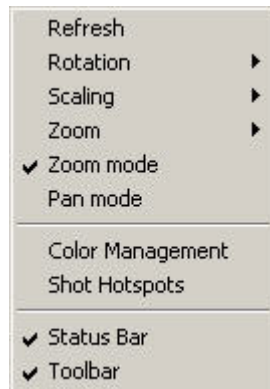 Refresh
Rotation
Scaling
Zoom
Zoom mode
Pan mode
Color Management
Shot Hotspots
Status Bar
Toolbar